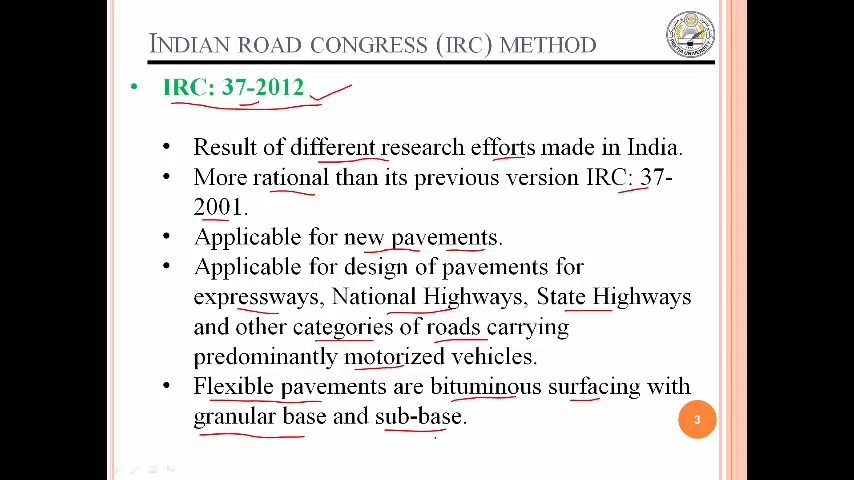 INDIAN ROAD CONGRESS (IRC) METHOD
• IRC: 37-2012
• Result of different research efforts made in India.
• More rational than its previous version IRC: 37-
2001.
• Applicable for new pavements.
• Applicable for design of pavements for
expressways, National Highways, State Highways
and other categories of roads carrying
predominantly motorized vehicles.
• Flexible pavements are bituminous surfacing with
granular base and sub-base.
3